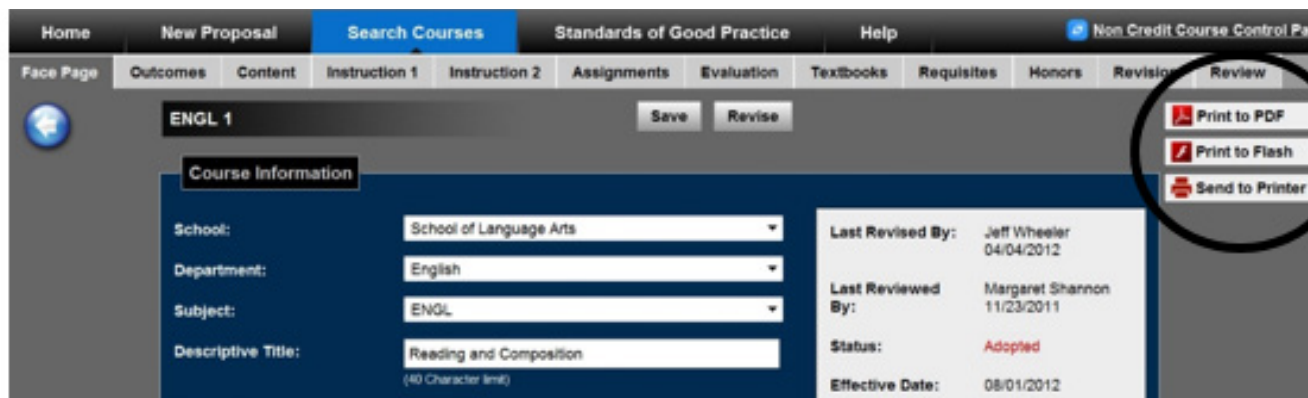 Home New Proposal Search Courses Standards of Good Practice Help Non Credit Course Control
Face Page Outcomes Content Instruction 1 Instruction 2 Assignments Evaluation Textbooks Requisites Honors Revision Review
ENGL 1 Save Revise
Print to PDF
Print to Flash
Send to Printer
Course Information
School: School of Language Arts
Department: English
Subject: ENGL
Descriptive Title: Reading and Composition
(40 Character limit)
Last Revised By: Jeff Wheeler
04/04/2012
Last Reviewed By: Margaret Shannon
11/23/2011
Status: Adopted
Effective Date: 08/01/2012